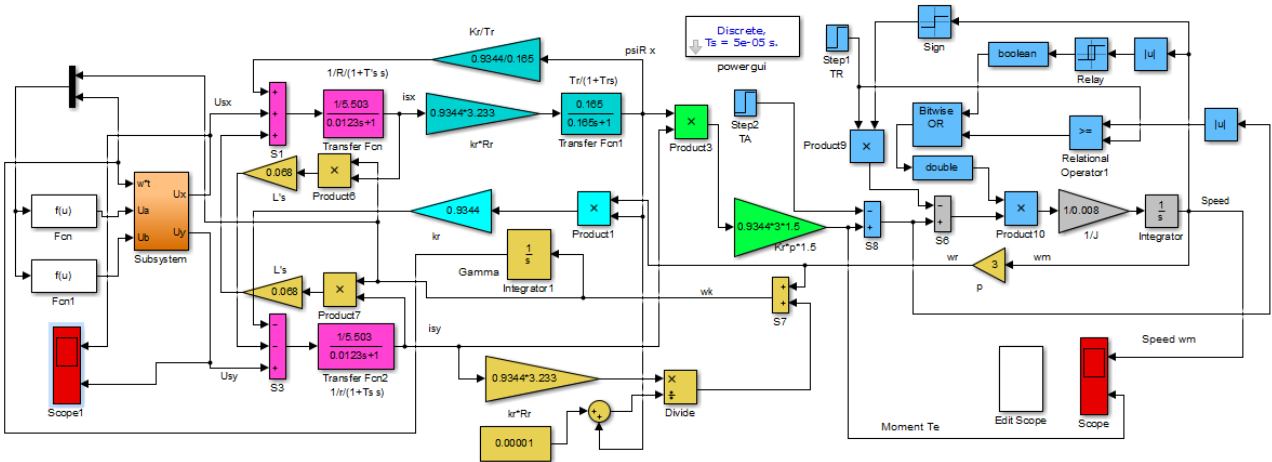 Kr/Tr
0.9344/0.165
psiR x
Discrete,
Ts = 5e-05 s.
powergui
Step1
TR
Sign
boolean
Relay
|u|
1/R/(1+T's s)
Usx
+
+
+
S1
1/5.503
0.0123s+1
Transfer Fcn
isx
0.9344*3.233
kr*Rr
Tr/(1+Trs)
0.165
0.165s+1
Transfer Fcn1
×
Product3
Step2
TA
×
Product9
Bitwise
OR
>=
Relational
Operator1
|u|
double
0.068
L's
×
Product6
w*t
Ua
Ub
Ux
Uy
Subsystem
f(u)
Fcn
f(u)
Fcn1
0.9344
kr
×
Product1
0.9344*3*1.5
Kr*p*1.5
−
+
S8
−
+
S6
×
Product10
1/0.008
1/J
1
s
Integrator
Speed
Gamma
1
s
Integrator1
L's
0.068
×
Product7
wk
+
+
S7
wr
3
p
wm
isy
−
−
+
S3
Usy
1/5.503
0.0123s+1
Transfer Fcn2
1/r/(1+Ts s)
Scope1
0.9344*3.233
kr*Rr
×
÷
Divide
0.00001
+
+
Speed wm
Edit Scope
Scope
Moment Te